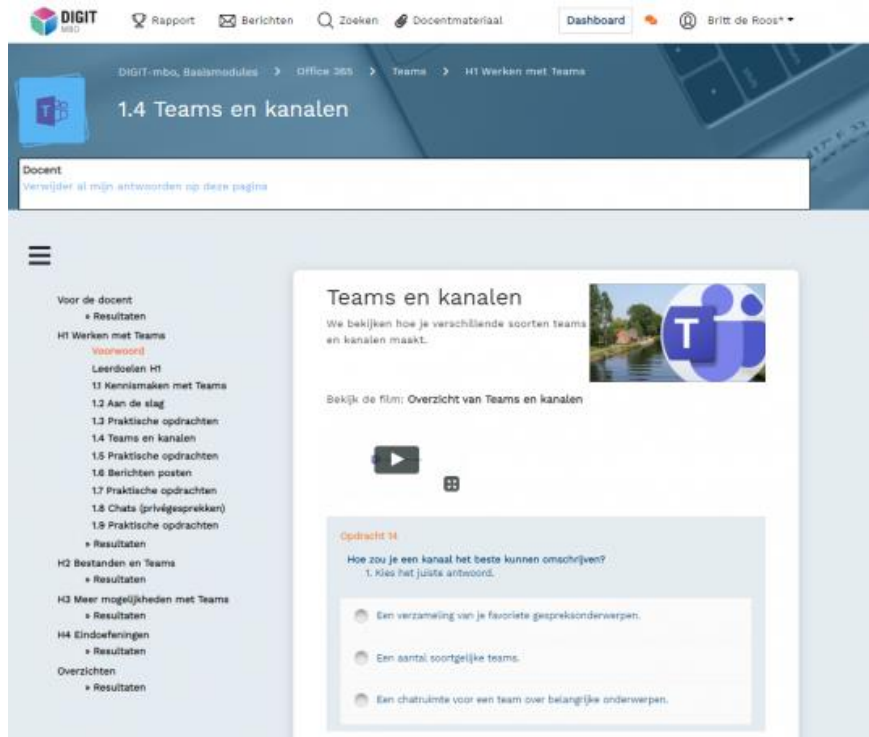 DIGIT
MBO
Rapport
Berichten
Zoeken
Docentmateriaal
Dashboard
Britt de Roos*
DIGIT-mbo, Basismodules > Office 365 > Teams > H1 Werken met Teams
1.4 Teams en kanalen
Docent
Verwijder al mijn antwoorden op deze pagina
Voor de docent
» Resultaten
H1 Werken met Teams
Voorwoord
Leerdoelen H1
1.1 Kennismaken met Teams
1.2 Aan de slag
1.3 Praktische opdrachten
1.4 Teams en kanalen
1.5 Praktische opdrachten
1.6 Berichten posten
1.7 Praktische opdrachten
1.8 Chats (privégesprekken)
1.9 Praktische opdrachten
» Resultaten
H2 Bestanden en Teams
» Resultaten
H3 Meer mogelijkheden met Teams
» Resultaten
H4 Eindoefeningen
» Resultaten
Overzichten
» Resultaten
Teams en kanalen
We bekijken hoe je verschillende soorten teams
en kanalen maakt.
T
Bekijk de film: Overzicht van Teams en kanalen
Opdracht 14
Hoe zou je een kanaal het beste kunnen omschrijven?
1. Kies het juiste antwoord.
Een verzameling van je favoriete gespreksonderwerpen.
Een aantal soortgelijke teams.
Een chatruimte voor een team over belangrijke onderwerpen.